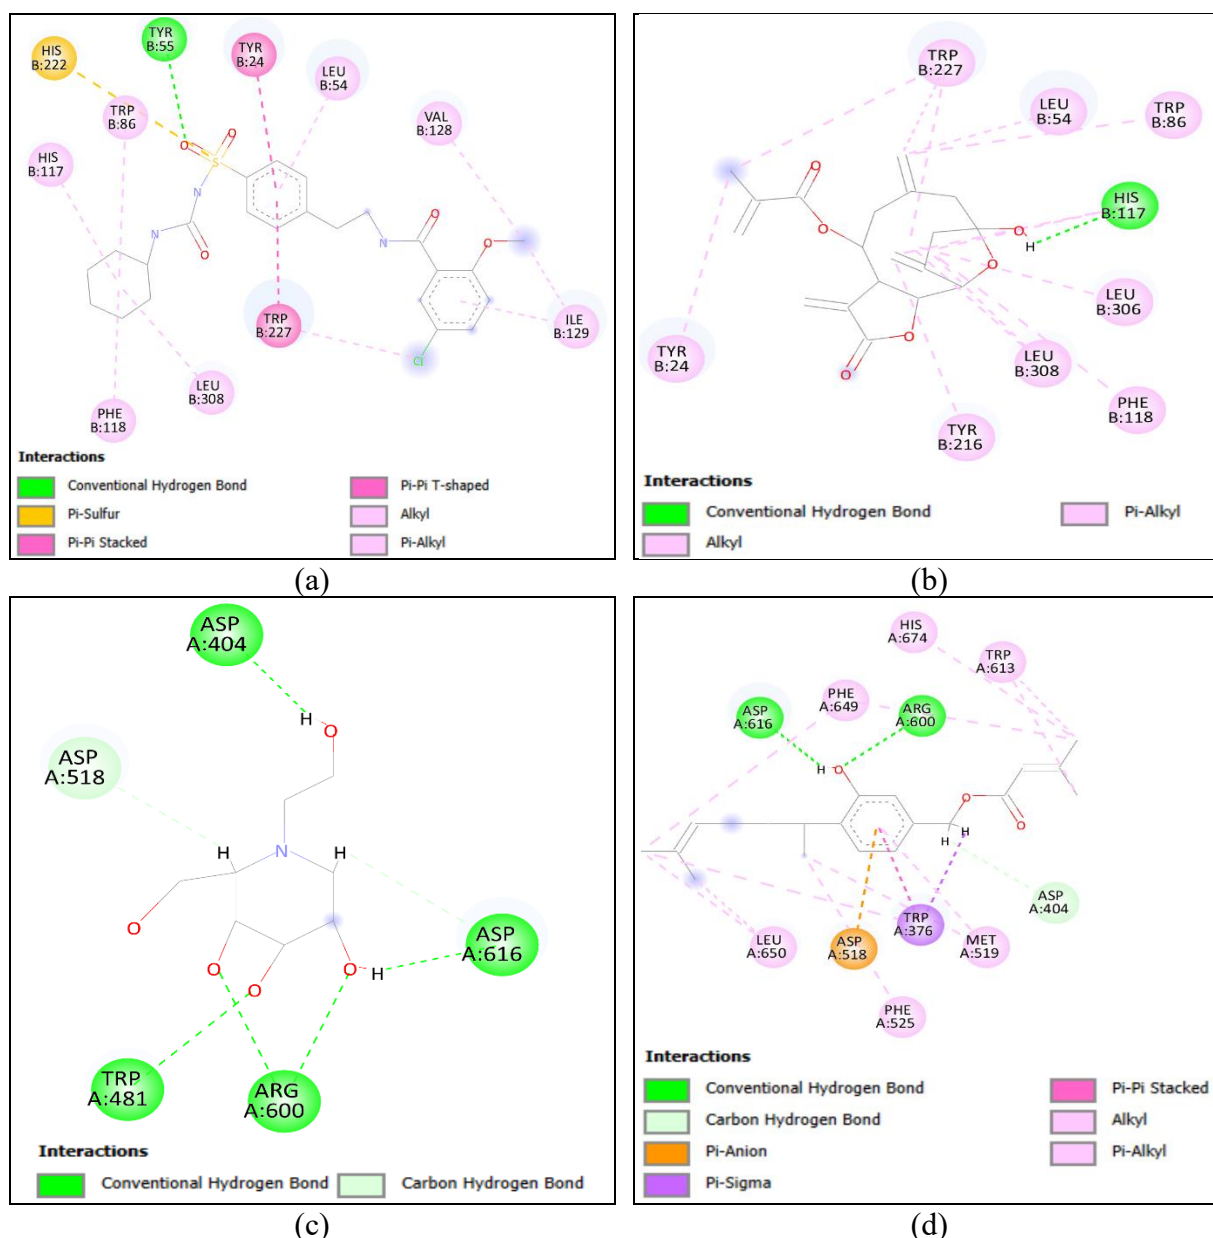 HIS
B:222
TYR
B:55
TYR
B:24
LEU
B:54
TRP
B:86
VAL
B:128
HIS
B:117
O
O
S
N
N
O
N
O
O
Cl
TRP
B:227
ILE
B:129
LEU
B:308
PHE
B:118
Interactions
Conventional Hydrogen Bond
Pi-Sulfur
Pi-Pi Stacked
Pi-Pi T-shaped
Alkyl
Pi-Alkyl
(a)
TRP
B:227
LEU
B:54
TRP
B:86
HIS
B:117
O
O
O
H
O
O
O
LEU
B:306
LEU
B:308
PHE
B:118
TYR
B:24
TYR
B:216
Interactions
Conventional Hydrogen Bond
Alkyl
Pi-Alkyl
(b)
ASP
A:404
H
O
ASP
A:518
H
N
H
O
O
O
O
H
ASP
A:616
TRP
A:481
ARG
A:600
Interactions
Conventional Hydrogen Bond
Carbon Hydrogen Bond
(c)
HIS
A:674
TRP
A:613
PHE
A:649
ASP
A:616
ARG
A:600
H
O
O
O
H
H
ASP
A:404
LEU
A:650
ASP
A:518
TRP
A:376
MET
A:519
PHE
A:525
Interactions
Conventional Hydrogen Bond
Carbon Hydrogen Bond
Pi-Anion
Pi-Sigma
Pi-Pi Stacked
Alkyl
Pi-Alkyl
(d)